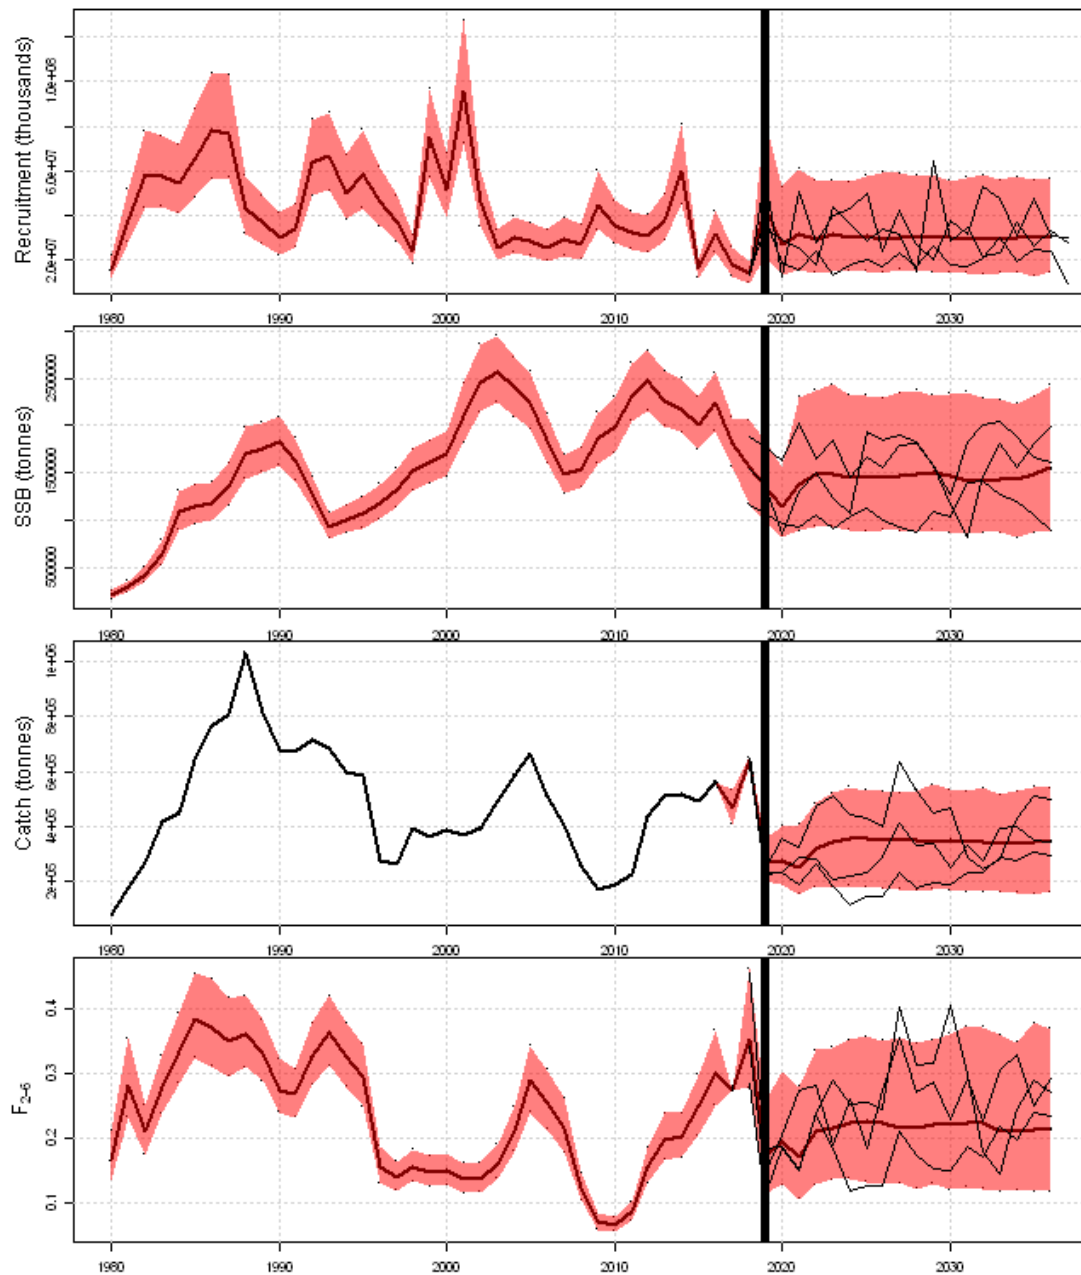 Recruitment (thousands)
2.0e+07 6.0e+07 1.0e+08
1980 1990 2000 2010 2020 2030
SSB (tonnes)
500000 1500000 2500000
1980 1990 2000 2010 2020 2030
Catch (tonnes)
2e+05 4e+05 6e+05 8e+05 1e+06
1980 1990 2000 2010 2020 2030
F2-6
0.1 0.2 0.3 0.4
1980 1990 2000 2010 2020 2030